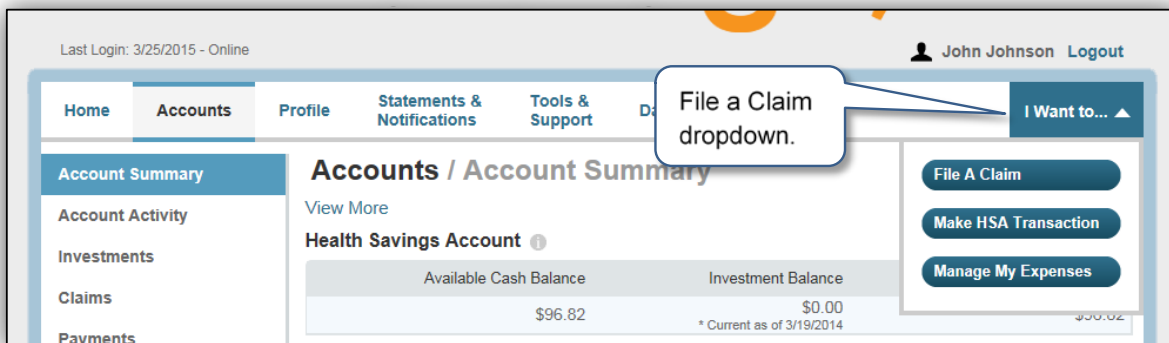 Last Login: 3/25/2015 - Online
John Johnson Logout
Home Accounts Profile Statements & Notifications Tools & Support Da
File a Claim
dropdown.
I Want to...
Account Summary
Account Activity
Investments
Claims
Payments
Accounts / Account Summary
View More
Health Savings Account
Available Cash Balance Investment Balance
$96.82 $0.00
* Current as of 3/19/2014
File A Claim
Make HSA Transaction
Manage My Expenses